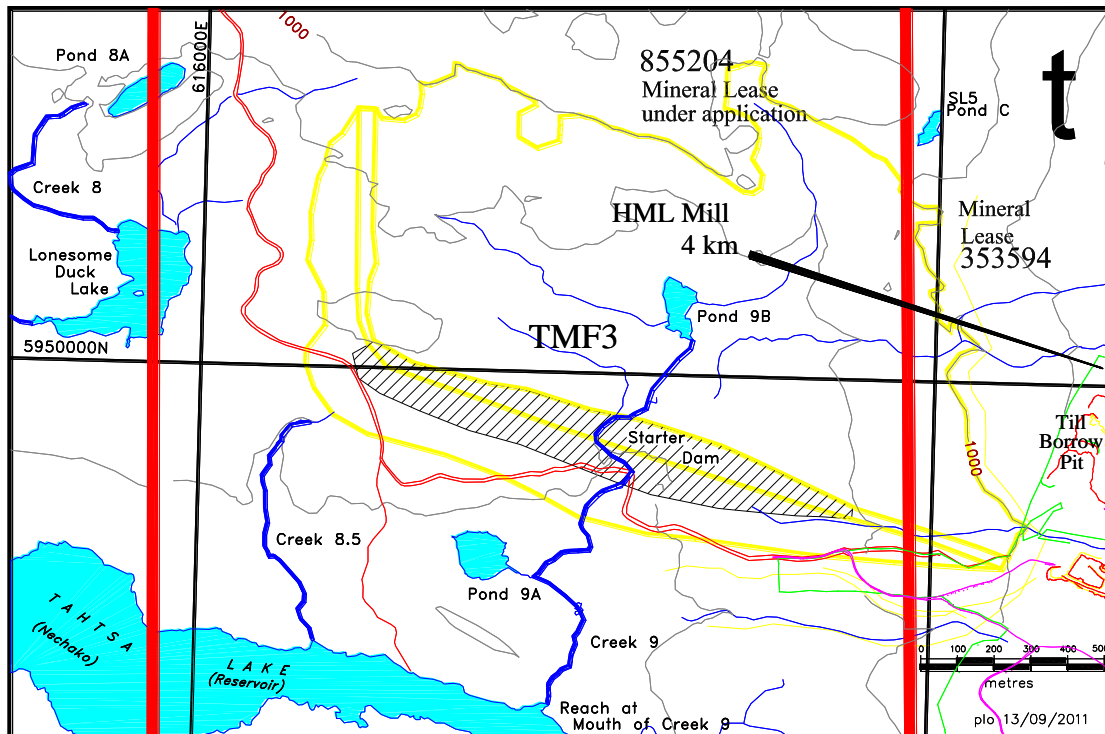 1000
616000E
Pond 8A
855204
Mineral Lease
under application
t
SL5
Pond C
Creek 8
HML Mill
4 km
Mineral
Lease
353594
Lonesome
Duck
Lake
Pond 9B
TMF3
5950000N
Starter
Dam
Till
Borrow
Pit
1000
Creek 8.5
Pond 9A
TAHTSA
(Nechako)
LAKE
(Reservoir)
Creek 9
Reach at
Mouth of Creek 9
0 100 200 300 400 500
metres
plo 13/09/2011